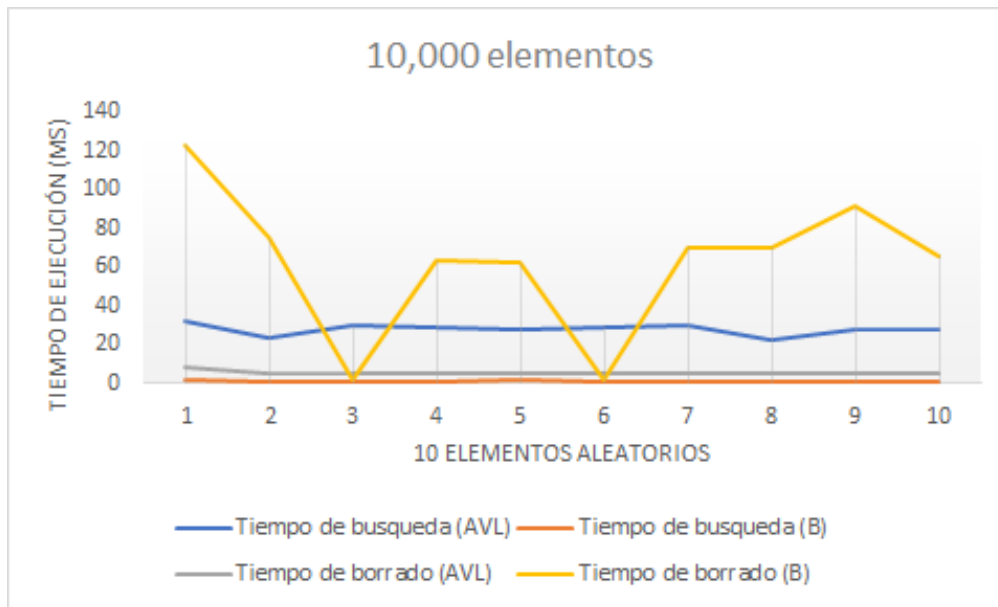 10,000 elementos
TIEMPO DE EJECUCIÓN (MS)
140
120
100
80
60
40
20
0
1 2 3 4 5 6 7 8 9 10
10 ELEMENTOS ALEATORIOS
Tiempo de busqueda (AVL) Tiempo de busqueda (B)
Tiempo de borrado (AVL) Tiempo de borrado (B)